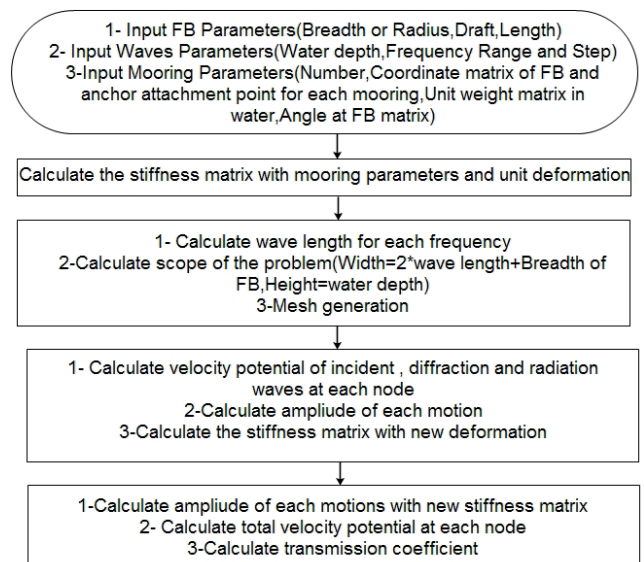 1- Input FB Parameters(Breadth or Radius,Draft,Length)
2- Input Waves Parameters(Water depth,Frequency Range and Step)
3-Input Mooring Parameters(Number,Coordinate matrix of FB and
anchor attachment point for each mooring,Unit weight matrix in
water,Angle at FB matrix)
Calculate the stiffness matrix with mooring parameters and unit deformation
1- Calculate wave length for each frequency
2-Calculate scope of the problem(Width=2*wave length+Breadth of
FB,Height=water depth)
3-Mesh generation
1- Calculate velocity potential of incident , diffraction and radiation
waves at each node
2-Calculate ampliude of each motion
3-Calculate the stiffness matrix with new deformation
1-Calculate ampliude of each motions with new stiffness matrix
2- Calculate total velocity potential at each node
3-Calculate transmission coefficient